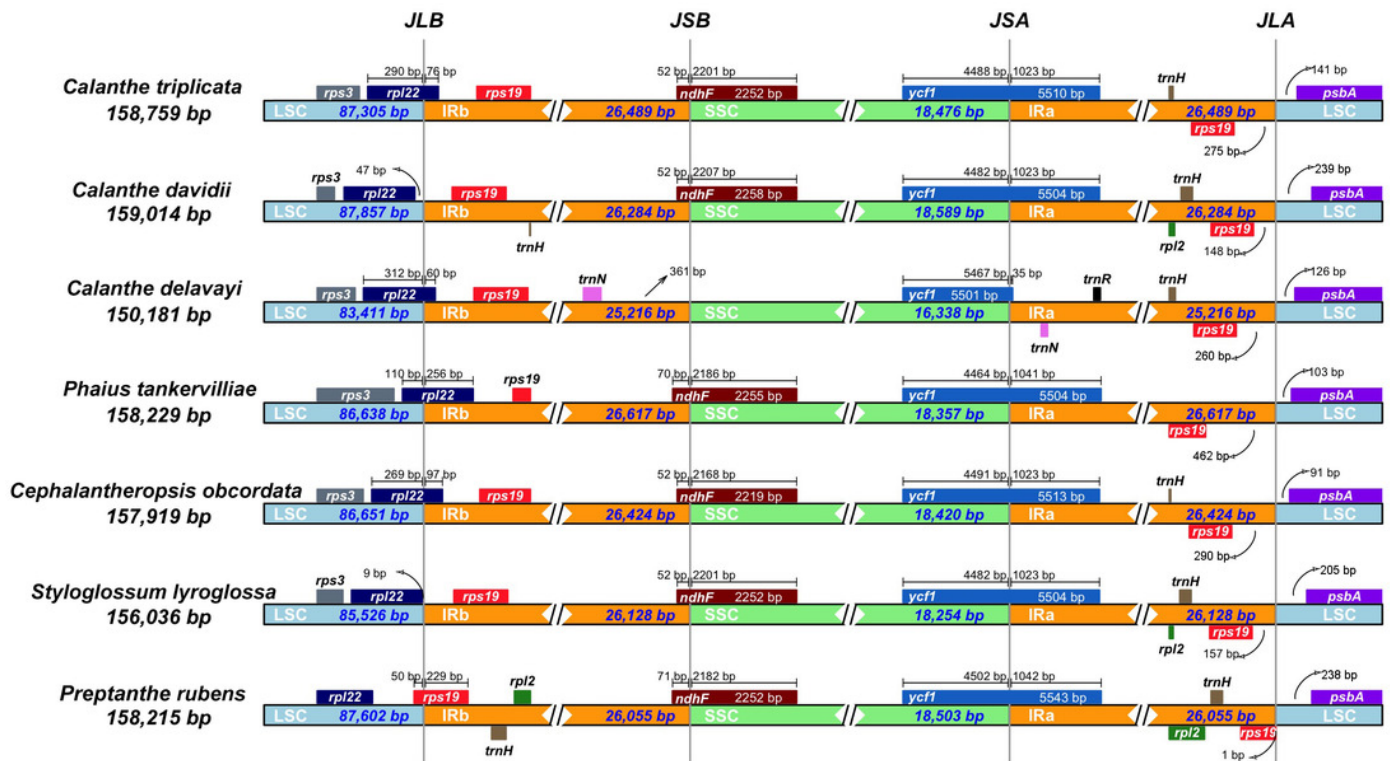 JLB JSB JSA JLA
290 bp 76 bp 52 bp 2201 bp 4488 bp 1023 bp trnH 141 bp
Calanthe triplicata rps3 rpl22 rps19 ndhF 2252 bp ycf1 5510 bp psbA
158,759 bp LSC 87,305 bp IRb 26,489 bp SSC 18,476 bp IRa 26,489 bp LSC
rps19
275 bp
rps3 47 bp 52 bp 2207 bp 4482 bp 1023 bp trnH 239 bp
Calanthe davidii rpl22 rps19 ndhF 2258 bp ycf1 5504 bp psbA
159,014 bp LSC 87,857 bp IRb 26,284 bp SSC 18,589 bp IRa 26,284 bp LSC
trnH rpl2 rps19
148 bp
312 bp 60 bp trnN 361 bp 5467 bp 35 bp trnR trnH 126 bp
Calanthe delavayi rps3 rpl22 rps19 ycf1 5501 bp psbA
150,181 bp LSC 83,411 bp IRb 25,216 bp SSC 16,338 bp IRa 25,216 bp LSC
trnN rps19
260 bp
110 bp 256 bp rps19 70 bp 2186 bp 4464 bp 1041 bp 103 bp
Phaius tankervilliae rps3 rpl22 ndhF 2255 bp ycf1 5504 bp psbA
158,229 bp LSC 86,638 bp IRb 26,617 bp SSC 18,357 bp IRa 26,617 bp LSC
rps19
462 bp
269 bp 97 bp 52 bp 2168 bp 4491 bp 1023 bp trnH 91 bp
Cephalantheropsis obcordata rps3 rpl22 rps19 ndhF 2219 bp ycf1 5513 bp psbA
157,919 bp LSC 86,651 bp IRb 26,424 bp SSC 18,420 bp IRa 26,424 bp LSC
rps19
290 bp
rps3 9 bp 52 bp 2201 bp 4482 bp 1023 bp trnH 205 bp
Styloglossum lyroglossa rpl22 rps19 ndhF 2252 bp ycf1 5504 bp psbA
156,036 bp LSC 85,526 bp IRb 26,128 bp SSC 18,254 bp IRa 26,128 bp LSC
rpl2 rps19
157 bp
50 bp 229 bp rpl2 71 bp 2182 bp 4502 bp 1042 bp trnH 238 bp
Preptanthe rubens rpl22 rps19 ndhF 2252 bp ycf1 5543 bp psbA
158,215 bp LSC 87,602 bp IRb 26,055 bp SSC 18,503 bp IRa 26,055 bp LSC
trnH rpl2 rps19
1 bp